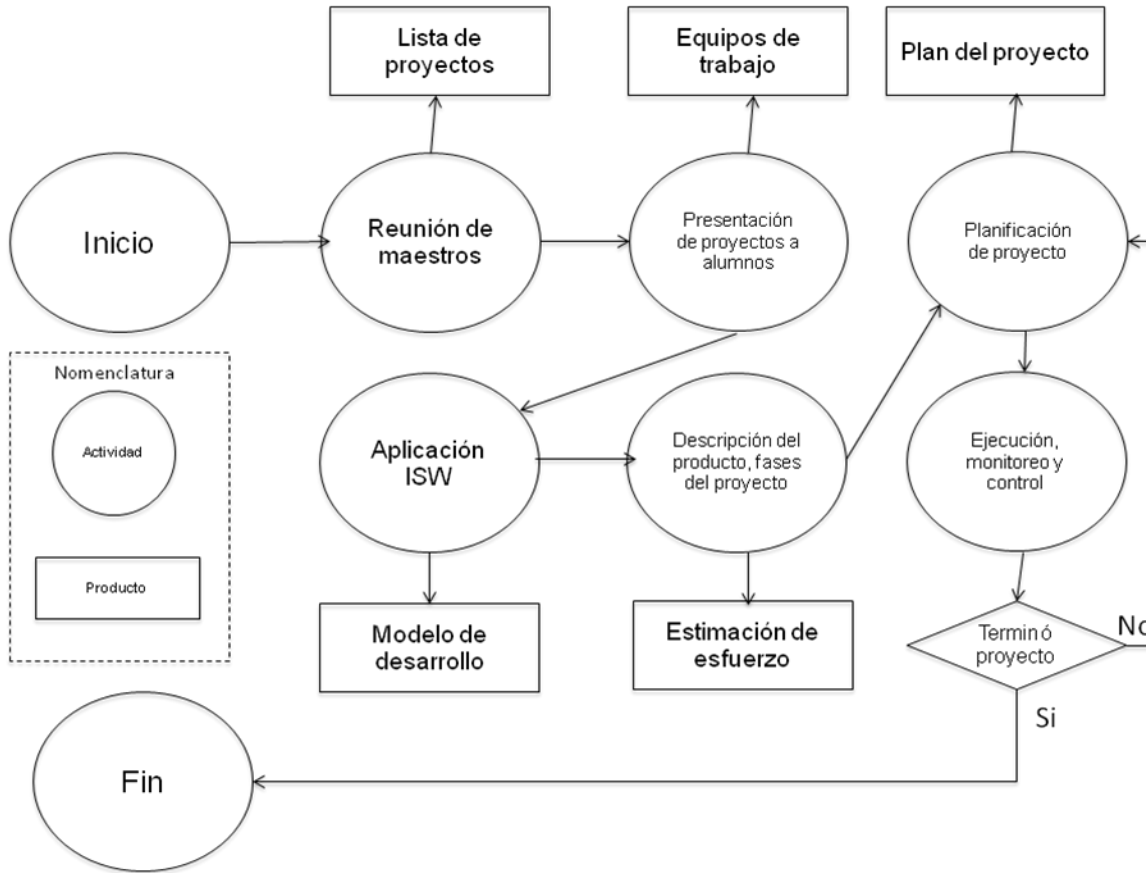 Lista de
proyectos
Equipos de
trabajo
Plan del proyecto
Inicio
Reunión de
maestros
Presentación
de proyectos a
alumnos
Planificación
de proyecto
Nomenclatura
Actividad
Producto
Aplicación
ISW
Descripción del
producto, fases
del proyecto
Ejecución,
monitoreo y
control
Modelo de
desarrollo
Estimación de
esfuerzo
Terminó
proyecto
No
Si
Fin